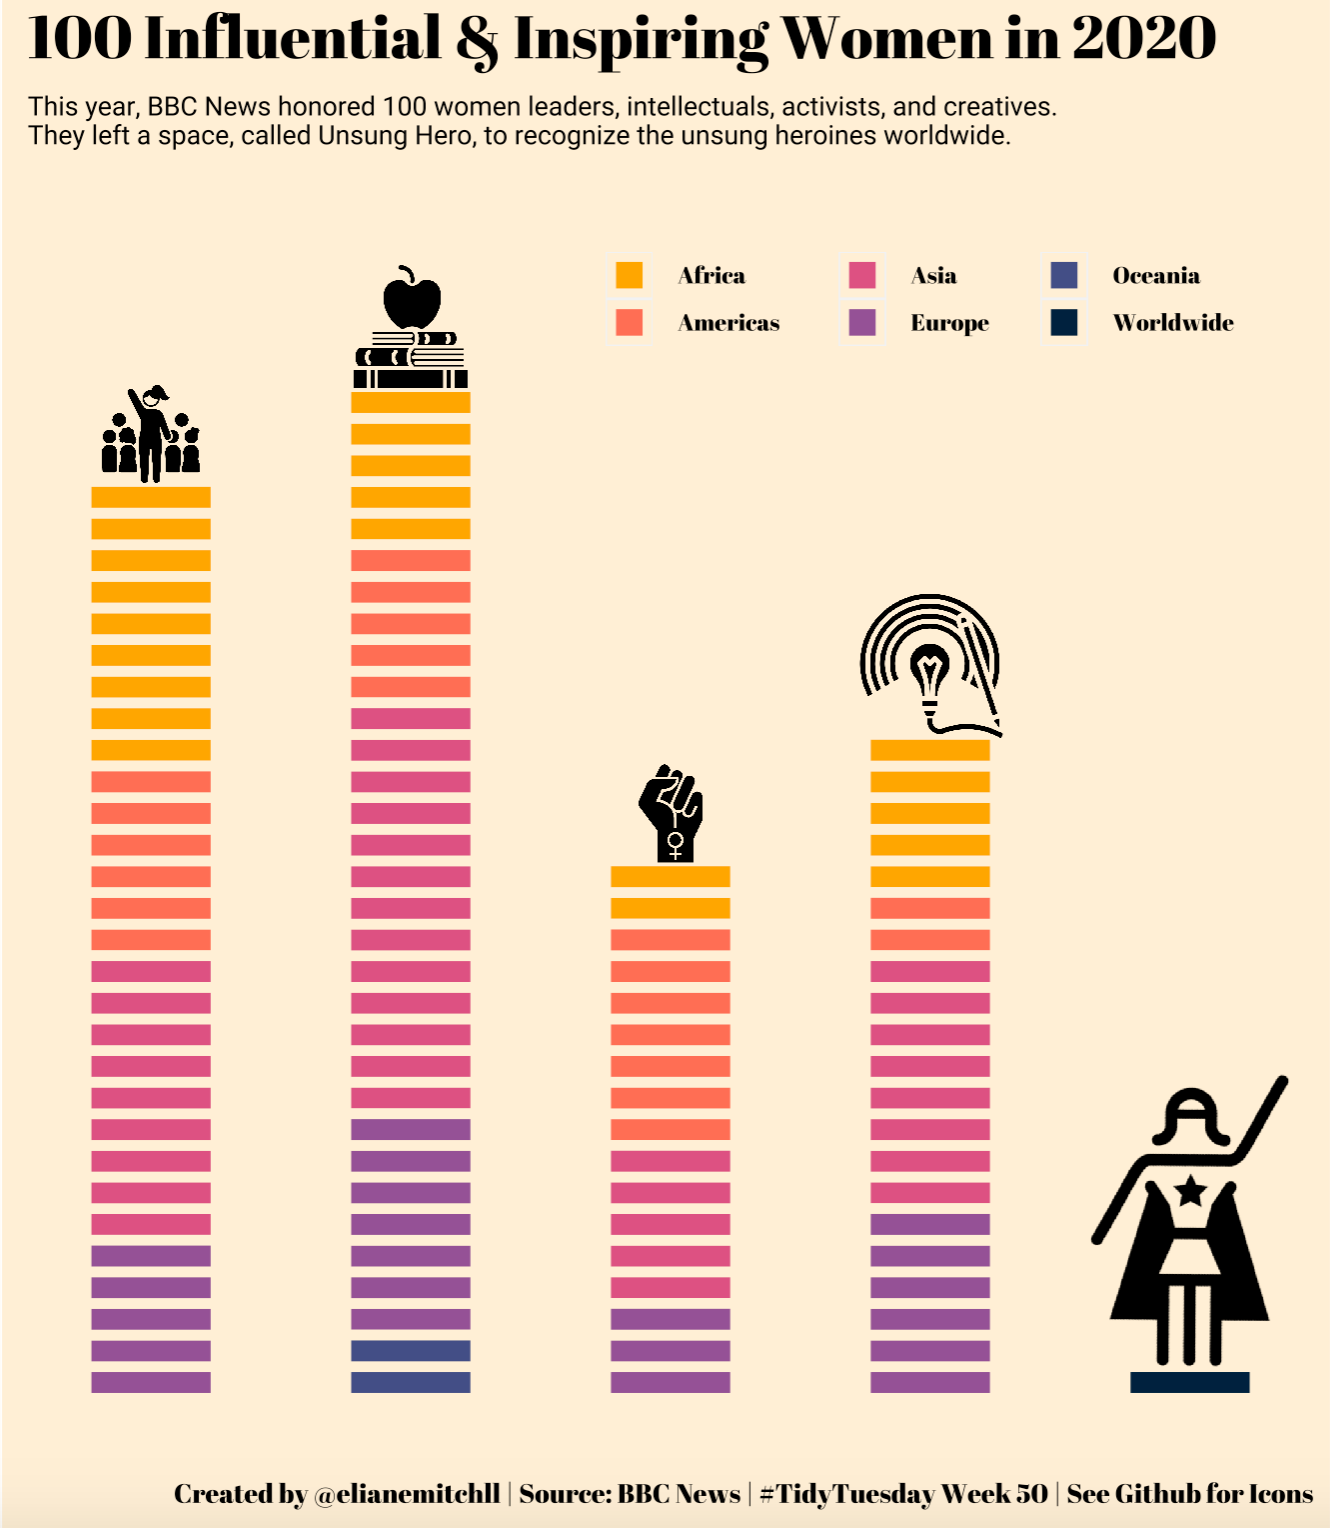 100 Influential & Inspiring Women in 2020
This year, BBC News honored 100 women leaders, intellectuals, activists, and creatives.
They left a space, called Unsung Hero, to recognize the unsung heroines worldwide.
Africa
Asia
Oceania
Americas
Europe
Worldwide
Created by @elianemitchll | Source: BBC News | #TidyTuesday Week 50 | See Github for Icons